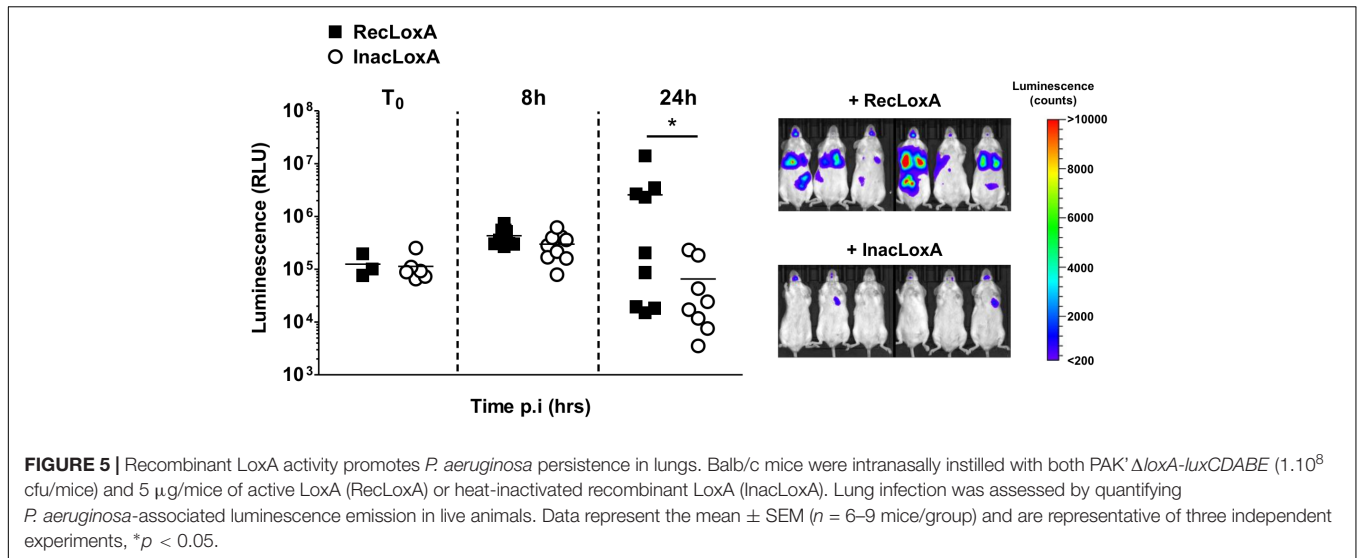 RecLoxA
InacLoxA
T₀ 8h 24h
*
Luminescence (RLU)
10⁸
10⁷
10⁶
10⁵
10⁴
10³
Time p.i (hrs)
+ RecLoxA
+ InacLoxA
Luminescence
(counts)
>10000
8000
6000
4000
2000
<200
FIGURE 5 | Recombinant LoxA activity promotes P. aeruginosa persistence in lungs. Balb/c mice were intranasally instilled with both PAK’ ΔloxA-luxCDABE (1.10⁸
cfu/mice) and 5 μg/mice of active LoxA (RecLoxA) or heat-inactivated recombinant LoxA (InacLoxA). Lung infection was assessed by quantifying
P. aeruginosa-associated luminescence emission in live animals. Data represent the mean ± SEM (n = 6–9 mice/group) and are representative of three independent
experiments, *p < 0.05.